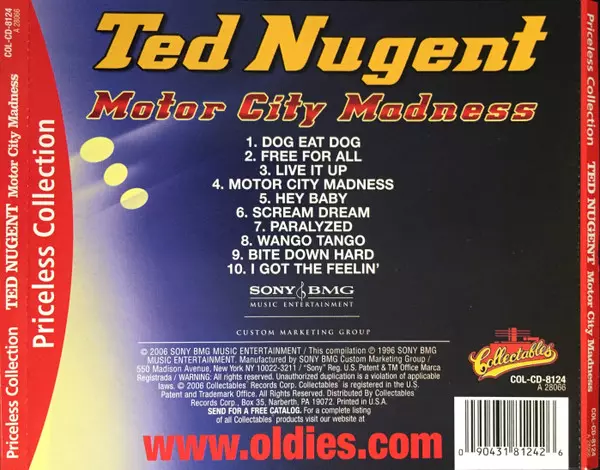 COL-CD-8124
A 28066
Priceless Collection TED NUGENT Motor City Madness
Priceless Collection
Ted Nugent
Motor City Madness
1. DOG EAT DOG
2. FREE FOR ALL
3. LIVE IT UP
4. MOTOR CITY MADNESS
5. HEY BABY
6. SCREAM DREAM
7. PARALYZED
8. WANGO TANGO
9. BITE DOWN HARD
10. I GOT THE FEELIN'
SONY BMG
MUSIC ENTERTAINMENT
CUSTOM MARKETING GROUP
© 2006 SONY BMG MUSIC ENTERTAINMENT / This compilation ℗ 1996 SONY BMG
MUSIC ENTERTAINMENT. Manufactured by SONY BMG Custom Marketing Group /
550 Madison Avenue, New York NY 10022-3211 / "Sony" Reg. U.S. Patent & TM Office Marca
Registrada / WARNING: All rights reserved. Unauthorized duplication is a violation of applicable
laws. © 2006 Collectables® Records Corp. Collectables® is registered in the U.S.
Patent and Trademark Office. All Rights Reserved. Distributed By Collectables
Records Corp., Box 35, Narberth, PA 19072. Printed in U.S.A.
SEND FOR A FREE CATALOG. For a complete listing
of all Collectables® products visit our website at
www.oldies.com
Collectables
COL-CD-8124
A 28066
0 90431 81242 6
Priceless Collection TED NUGENT Motor City Madness
COL-CD-8124
A 28066